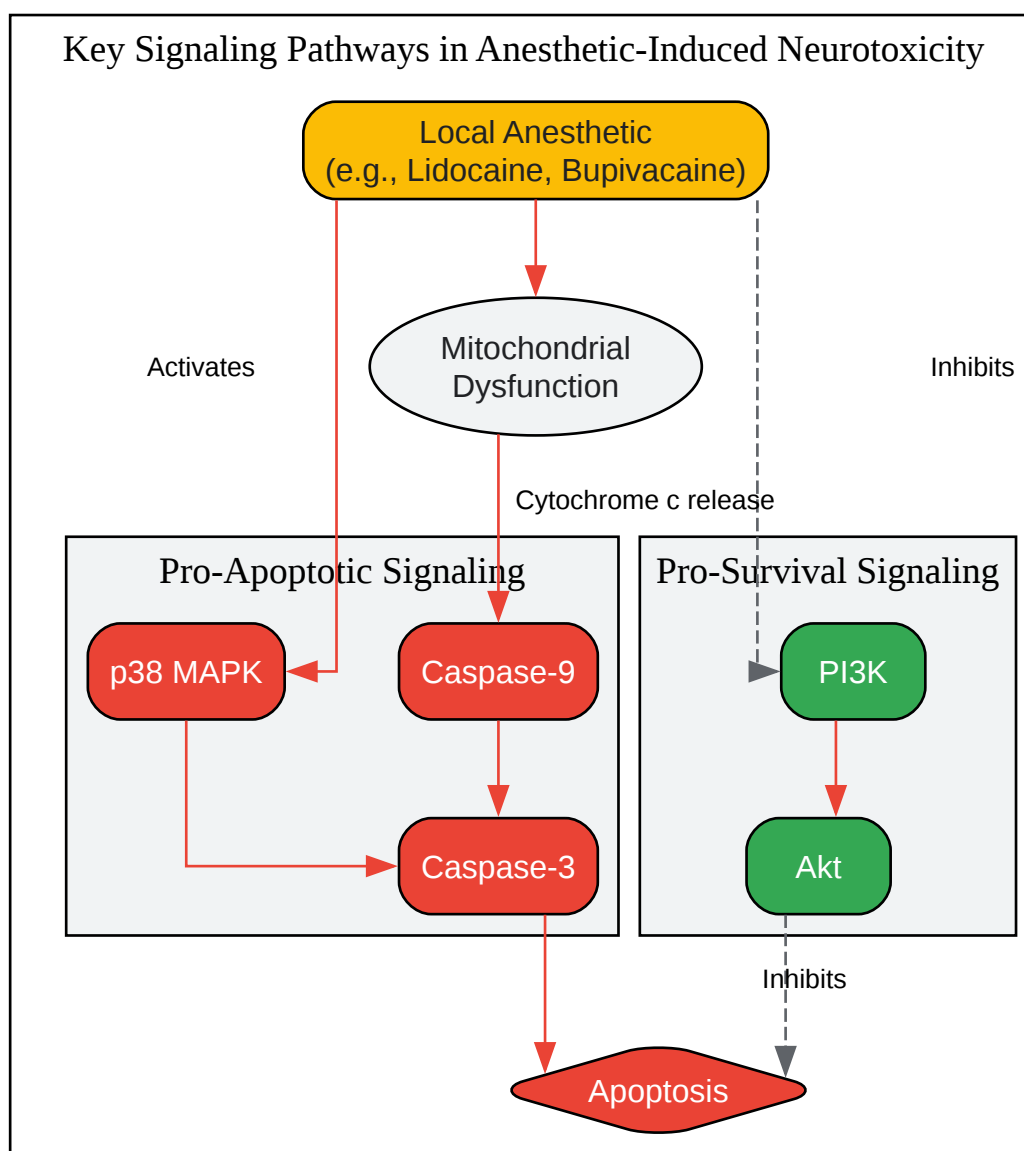 Key Signaling Pathways in Anesthetic-Induced Neurotoxicity
Local Anesthetic
(e.g., Lidocaine, Bupivacaine)
Mitochondrial
Dysfunction
Activates
Inhibits
Cytochrome c release
Pro-Apoptotic Signaling
Pro-Survival Signaling
p38 MAPK
Caspase-9
PI3K
Caspase-3
Akt
Inhibits
Apoptosis